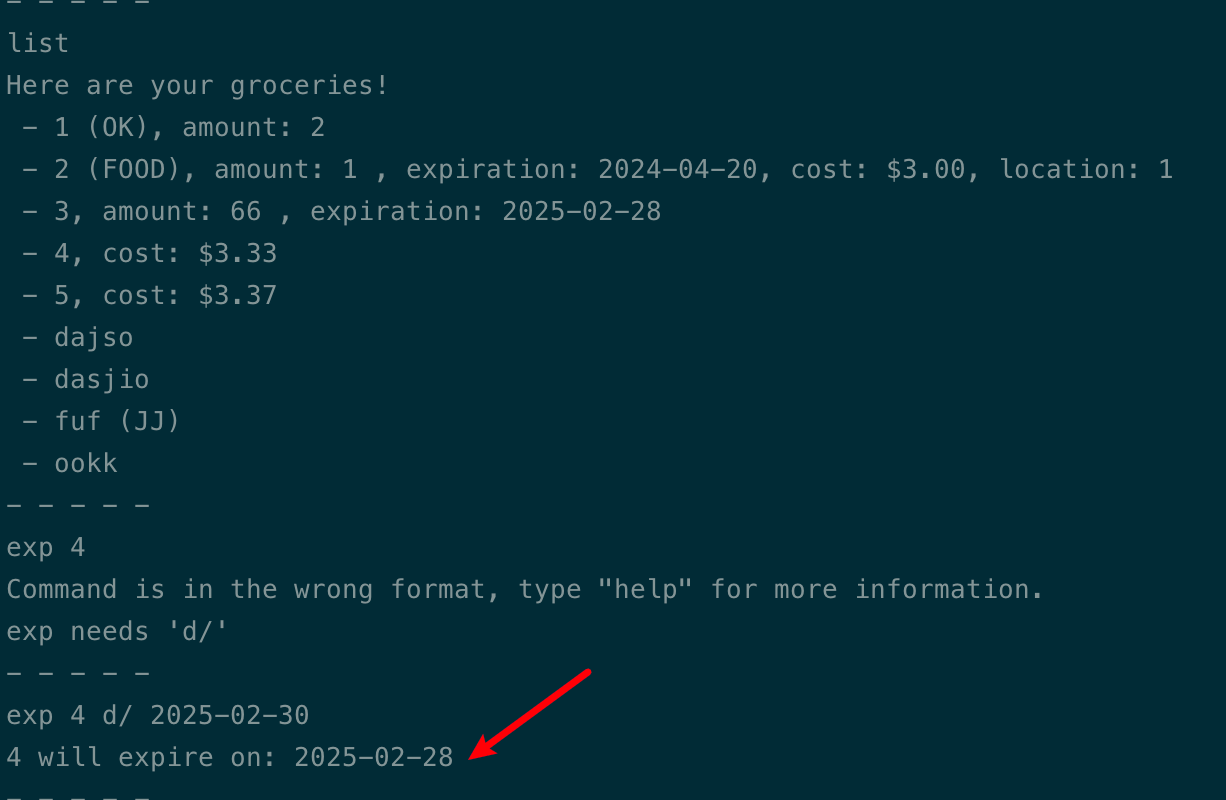 - - - - -
list
Here are your groceries!
- 1 (OK), amount: 2
- 2 (FOOD), amount: 1 , expiration: 2024-04-20, cost: $3.00, location: 1
- 3, amount: 66 , expiration: 2025-02-28
- 4, cost: $3.33
- 5, cost: $3.37
- dajso
- dasjio
- fuf (JJ)
- ookk
- - - - -
exp 4
Command is in the wrong format, type "help" for more information.
exp needs 'd/'
- - - - -
exp 4 d/ 2025-02-30
4 will expire on: 2025-02-28
- - - - -